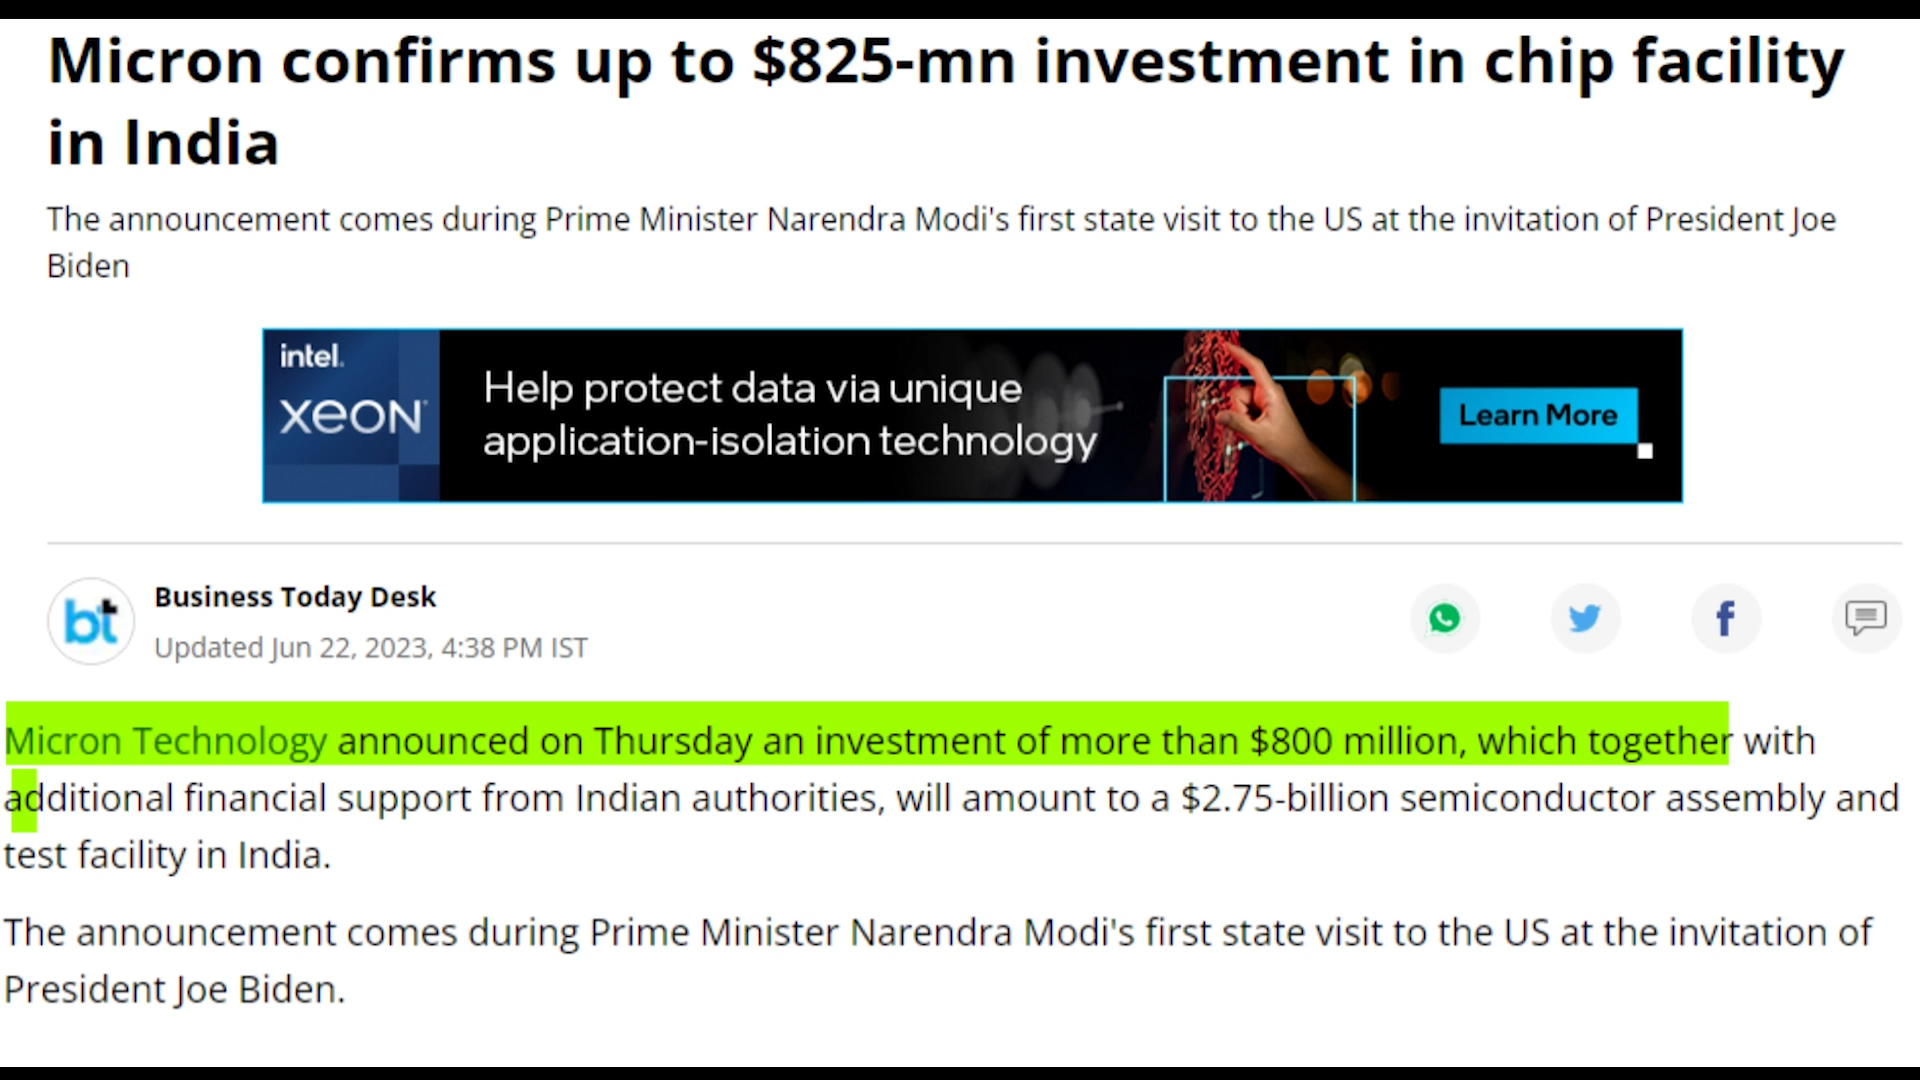 Micron confirms up to $825-mn investment in chip facility
in India
The announcement comes during Prime Minister Narendra Modi's first state visit to the US at the invitation of President Joe
Biden
intel.
xeon
Help protect data via unique
application-isolation technology
Learn More
bt
Business Today Desk
Updated Jun 22, 2023, 4:38 PM IST
Micron Technology announced on Thursday an investment of more than $800 million, which together with
additional financial support from Indian authorities, will amount to a $2.75-billion semiconductor assembly and
test facility in India.
The announcement comes during Prime Minister Narendra Modi's first state visit to the US at the invitation of
President Joe Biden.